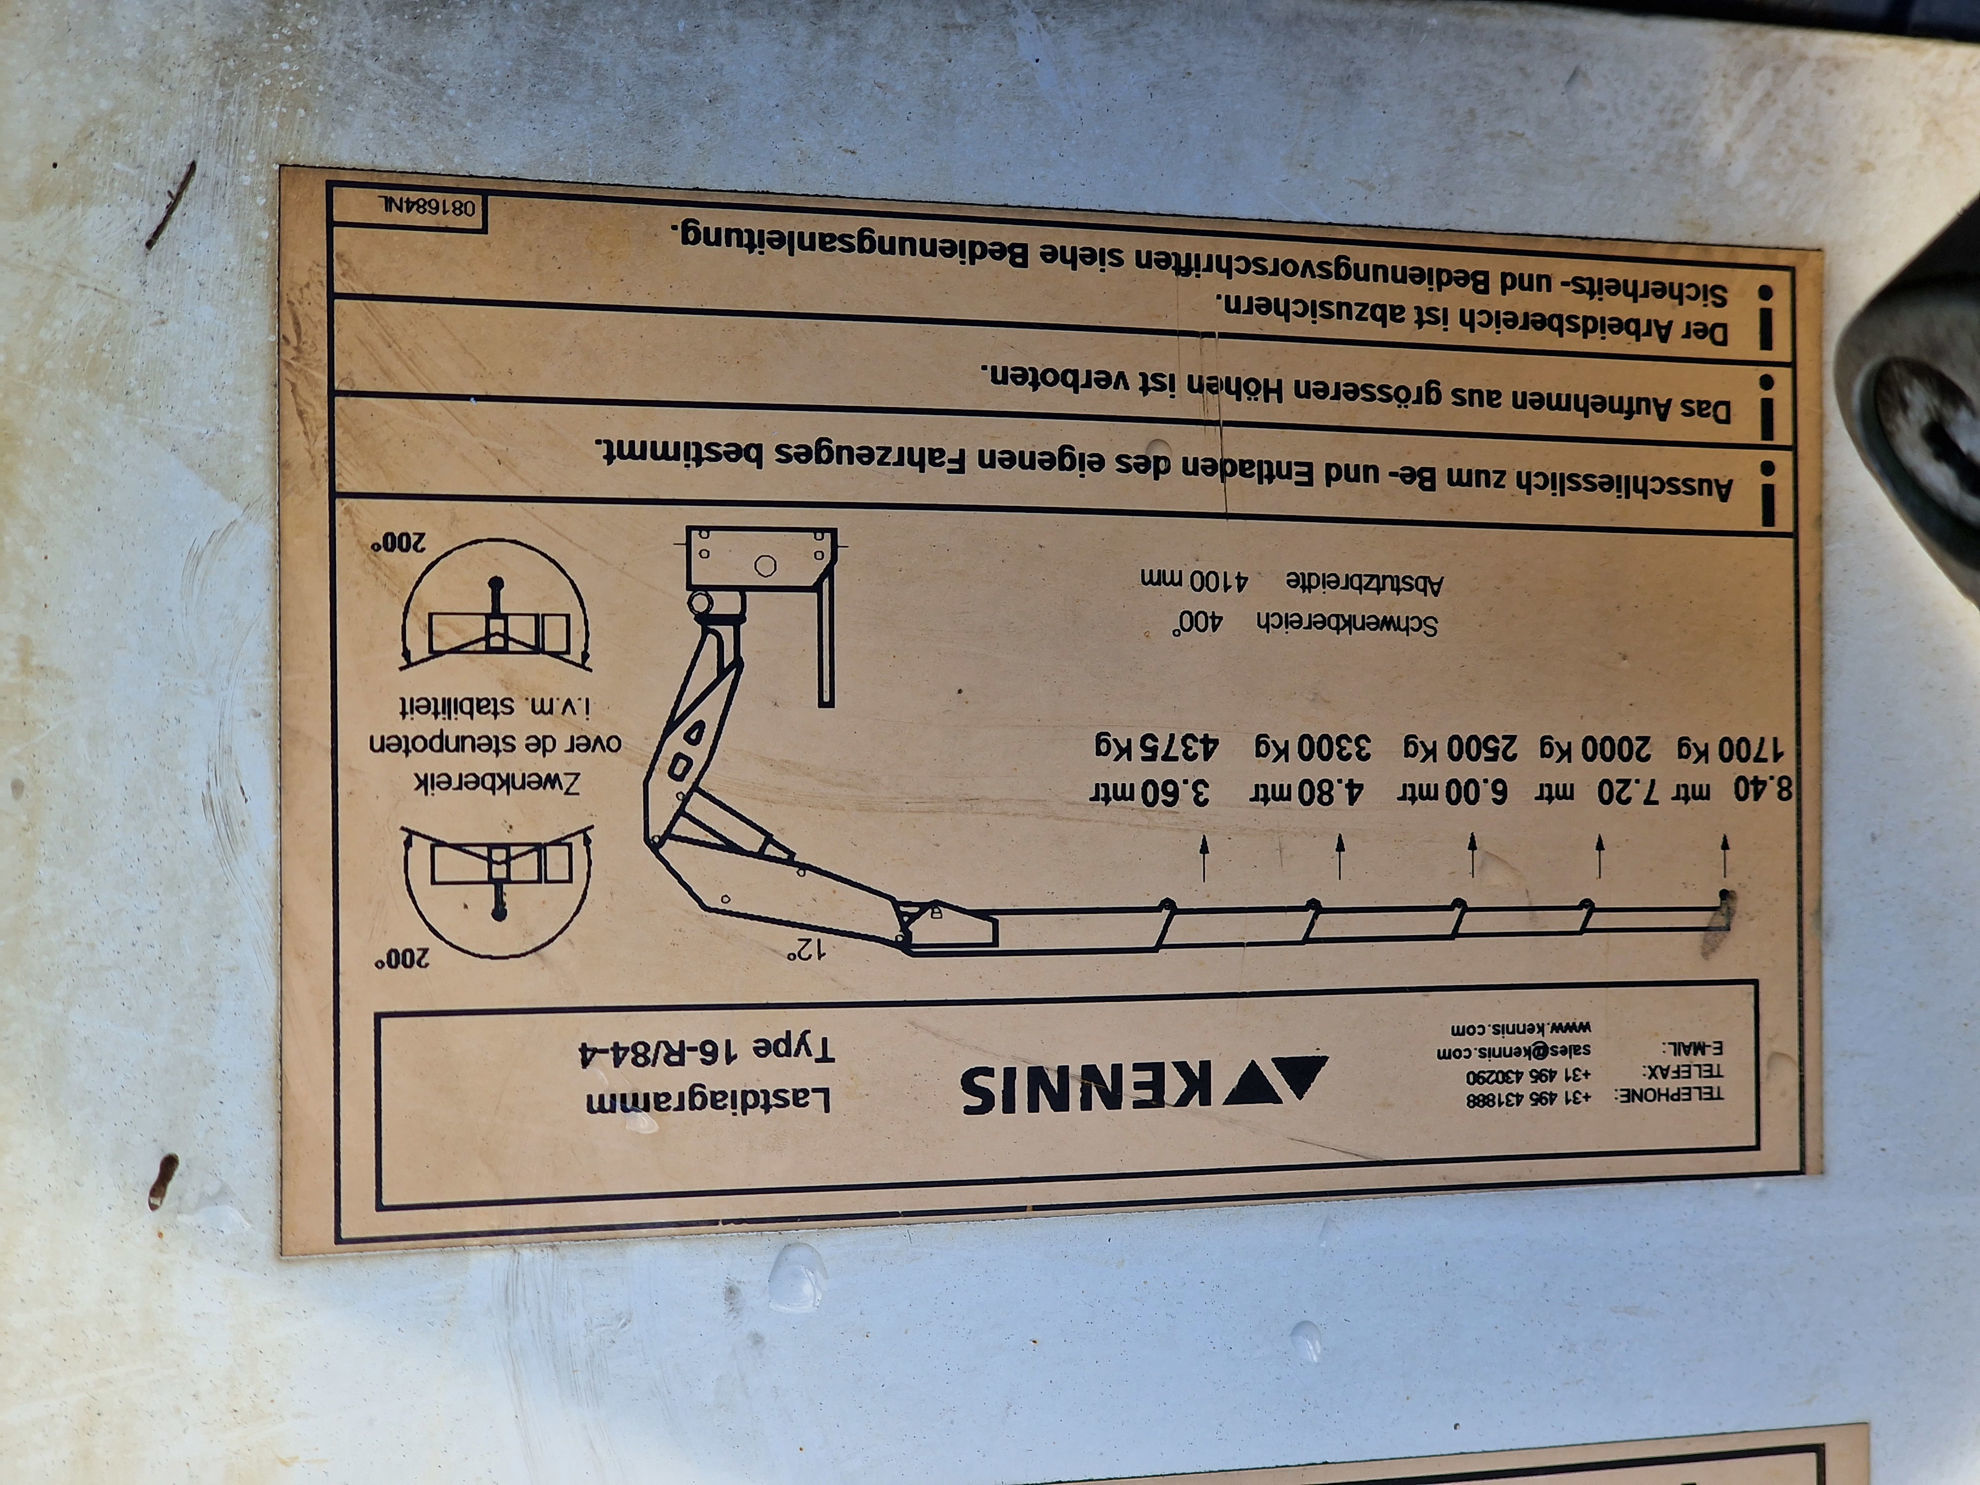 TELEPHONE: +31 495 431888
TELEFAX: +31 495 430290
E-MAIL: sales@kennis.com
www.kennis.com
KENNIS
Lastdiagramm
Type 16-R/84-4
12°
200°
8.40 mtr 7.20 mtr 6.00 mtr 4.80 mtr 3.60 mtr
1700 Kg 2000 Kg 2500 Kg 3300 Kg 4375 Kg
Zwenkbereik
over de steunpoten
i.v.m. stabiliteit
Schwenkbereich 400°
Abstutzbreidte 4100 mm
200°
Ausschliesslich zum Be- und Entladen des eigenen Fahrzeuges bestimmt.
Das Aufnehmen aus grösseren Höhen ist verboten.
Der Arbeidsbereich ist abzusichern.
Sicherheits- und Bedienungsvorschriften siehe Bedienungsanleitung.
081684NL